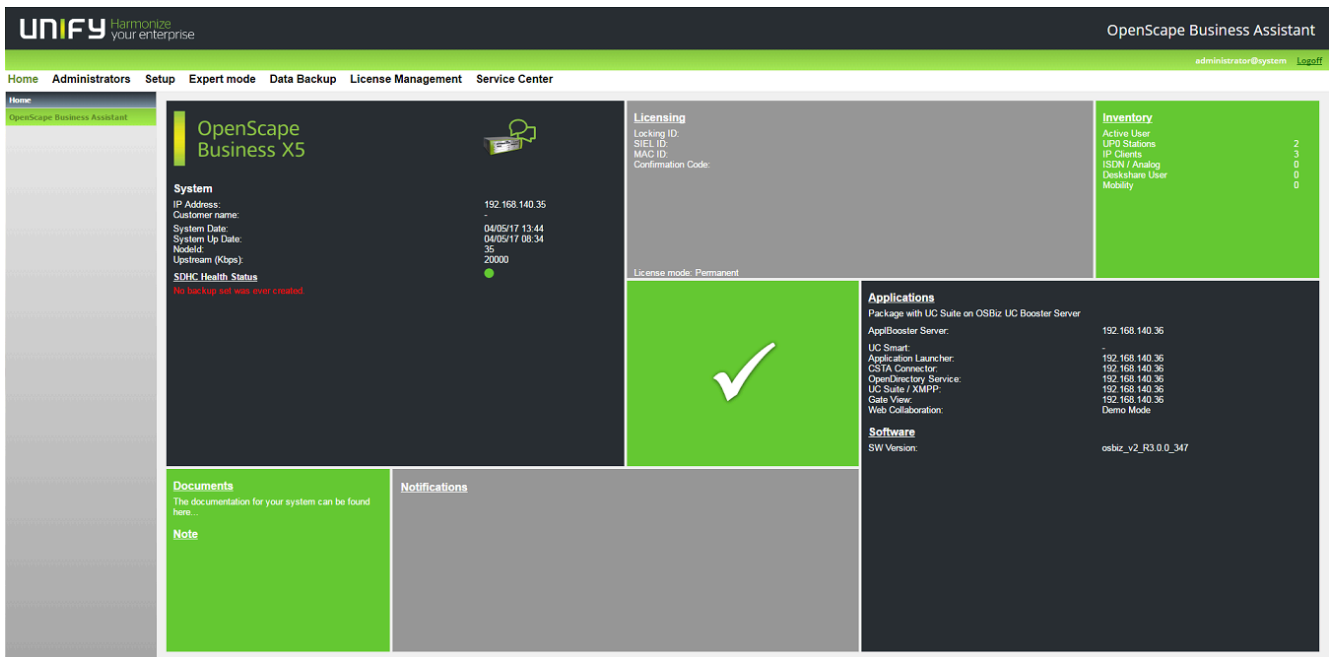 UNIFY Harmonize
your enterprise
OpenScape Business Assistant
administrator@system Logoff
Home Administrators Setup Expert mode Data Backup License Management Service Center
Home
OpenScape Business Assistant
OpenScape
Business X5
System
IP Address: 192.168.140.35
Customer name: -
System Date: 04/05/17 13:44
System Up Date: 04/05/17 08:34
NodeId: 35
Upstream (Kbps): 20000
SDHC Health Status
No backup set was ever created
Licensing
Locking ID:
SIEL ID:
MAC ID:
Confirmation Code:
License mode: Permanent
Inventory
Active User
UP0 Stations 2
IP Clients 3
ISDN / Analog 0
Deskshare User 0
Mobility 0
Applications
Package with UC Suite on OSBiz UC Booster Server
ApplBooster Server: 192.168.140.36
UC Smart: -
Application Launcher: 192.168.140.36
CSTA Connector: 192.168.140.36
OpenDirectory Service: 192.168.140.36
UC Suite / XMPP: 192.168.140.36
Gate View: 192.168.140.36
Web Collaboration: Demo Mode
Software
SW Version: osbiz_v2_R3.0.0_347
Documents
The documentation for your system can be found
here...
Note
Notifications